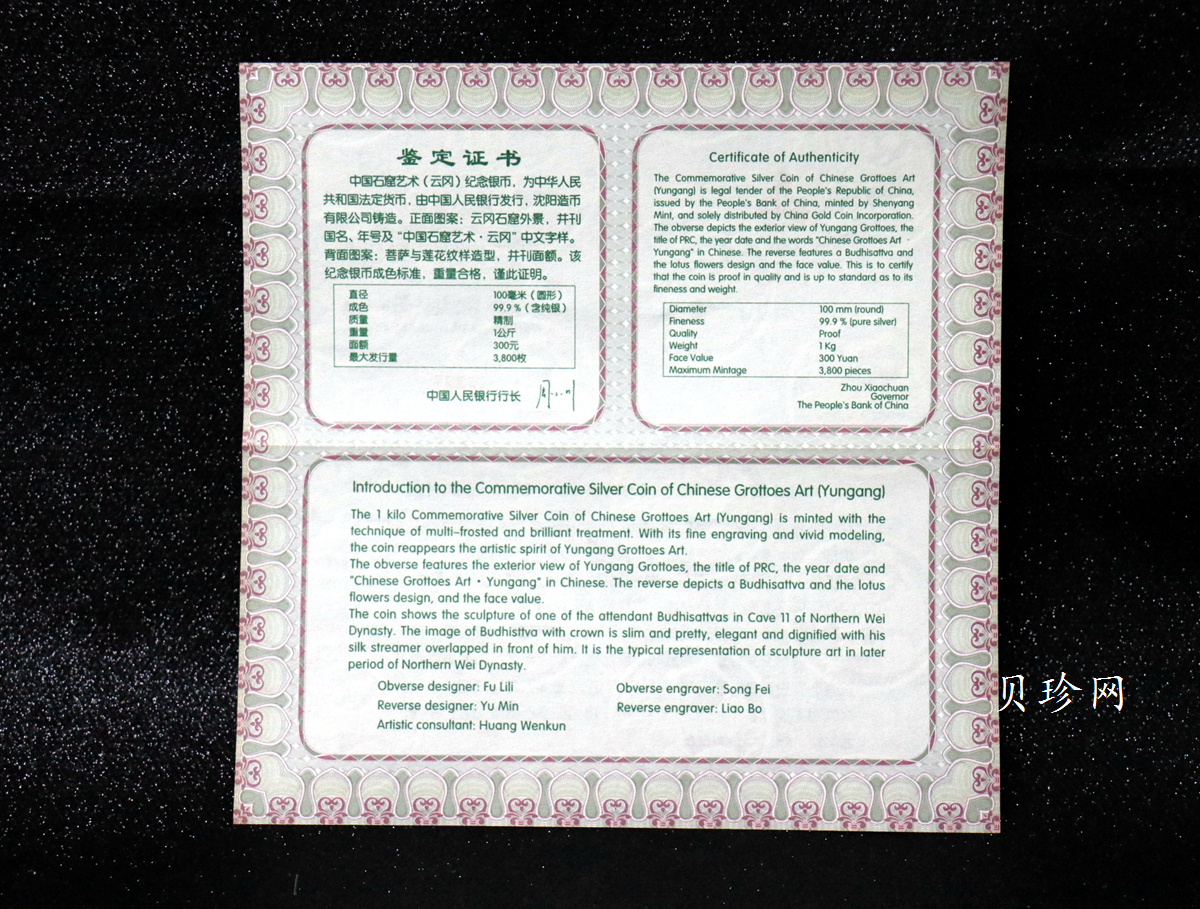 鉴定证书
中国石窟艺术（云冈）纪念银币，为中华人民
共和国法定货币，由中国人民银行发行，沈阳造币
有限公司铸造。正面图案：云冈石窟外景，并刊
国名、年号及“中国石窟艺术·云冈”中文字样。
背面图案：菩萨与莲花纹样造型，并刊面额。该
纪念银币成色标准，重量合格，谨此证明。
直径 100毫米（圆形）
成色 99.9％（含纯银）
质量 精制
重量 1公斤
面额 300元
最大发行量 3,800枚
中国人民银行行长
Certificate of Authenticity
The Commemorative Silver Coin of Chinese Grottoes Art
(Yungang) is legal tender of the People's Republic of China,
issued by the People's Bank of China, minted by Shenyang
Mint, and solely distributed by China Gold Coin Incorporation.
The obverse depicts the exterior view of Yungang Grottoes, the
title of PRC, the year date and the words "Chinese Grottoes Art ·
Yungang" in Chinese. The reverse features a Budhisattva and
the lotus flowers design and the face value. This is to certify
that the coin is proof in quality and is up to standard as to its
fineness and weight.
Diameter 100 mm (round)
Fineness 99.9 % (pure silver)
Quality Proof
Weight 1 Kg
Face Value 300 Yuan
Maximum Mintage 3,800 pieces
Zhou Xiaochuan
Governor
The People's Bank of China
Introduction to the Commemorative Silver Coin of Chinese Grottoes Art (Yungang)
The 1 kilo Commemorative Silver Coin of Chinese Grottoes Art (Yungang) is minted with the
technique of multi-frosted and brilliant treatment. With its fine engraving and vivid modeling,
the coin reappears the artistic spirit of Yungang Grottoes Art.
The obverse features the exterior view of Yungang Grottoes, the title of PRC, the year date and
"Chinese Grottoes Art · Yungang" in Chinese. The reverse depicts a Budhisattva and the lotus
flowers design, and the face value.
The coin shows the sculpture of one of the attendant Budhisattvas in Cave 11 of Northern Wei
Dynasty. The image of Budhisttva with crown is slim and pretty, elegant and dignified with his
silk streamer overlapped in front of him. It is the typical representation of sculpture art in later
period of Northern Wei Dynasty.
Obverse designer: Fu Lili Obverse engraver: Song Fei
Reverse designer: Yu Min Reverse engraver: Liao Bo
Artistic consultant: Huang Wenkun
贝珍网